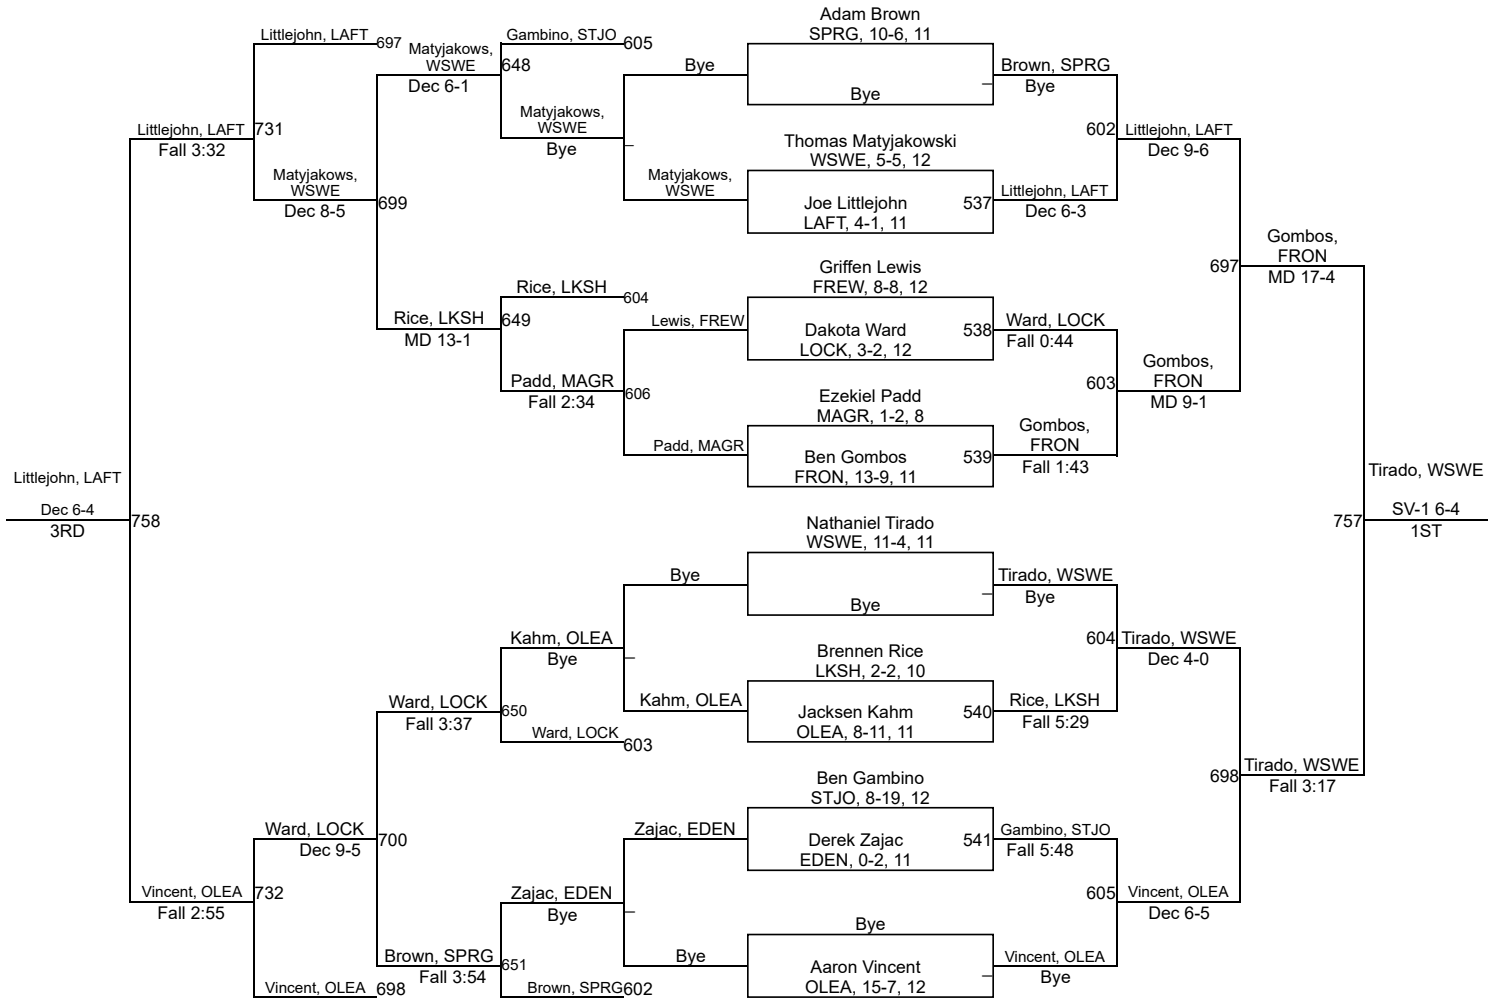 Adam Brown
SPRG, 10-6, 11
Bye
Thomas Matyjakowski
WSWE, 5-5, 12
Joe Littlejohn
LAFT, 4-1, 11
537
Griffen Lewis
FREW, 8-8, 12
Dakota Ward
LOCK, 3-2, 12
538
Ezekiel Padd
MAGR, 1-2, 8
Ben Gombos
FRON, 13-9, 11
539
Nathaniel Tirado
WSWE, 11-4, 11
Bye
Brennen Rice
LKSH, 2-2, 10
Jacksen Kahm
OLEA, 8-11, 11
540
Ben Gambino
STJO, 8-19, 12
Derek Zajac
EDEN, 0-2, 11
541
Bye
Aaron Vincent
OLEA, 15-7, 12
Brown, SPRG
Bye
602
Littlejohn, LAFT
Dec 6-3
Ward, LOCK
Fall 0:44
603
Gombos,
FRON
Fall 1:43
Tirado, WSWE
Bye
604
Rice, LKSH
Fall 5:29
Gambino, STJO
Fall 5:48
605
Vincent, OLEA
Bye
Littlejohn, LAFT
Dec 9-6
697
Gombos,
FRON
MD 9-1
Tirado, WSWE
Dec 4-0
698
Vincent, OLEA
Dec 6-5
Gombos,
FRON
MD 17-4
757
Tirado, WSWE
Fall 3:17
Tirado, WSWE
SV-1 6-4
1ST
Bye
Matyjakows,
WSWE
Lewis, FREW
606
Padd, MAGR
Bye
Kahm, OLEA
Zajac, EDEN
Bye
Gambino, STJO
605
648
Matyjakows,
WSWE
Bye
Rice, LKSH
604
649
Padd, MAGR
Fall 2:34
Kahm, OLEA
Bye
650
Ward, LOCK
603
Zajac, EDEN
Bye
651
Brown, SPRG
602
Matyjakows,
WSWE
Dec 6-1
699
Rice, LKSH
MD 13-1
Ward, LOCK
Fall 3:37
700
Brown, SPRG
Fall 3:54
Littlejohn, LAFT
697
731
Matyjakows,
WSWE
Dec 8-5
Ward, LOCK
Dec 9-5
732
Vincent, OLEA
698
Littlejohn, LAFT
Fall 3:32
758
Vincent, OLEA
Fall 2:55
Littlejohn, LAFT
Dec 6-4
3RD